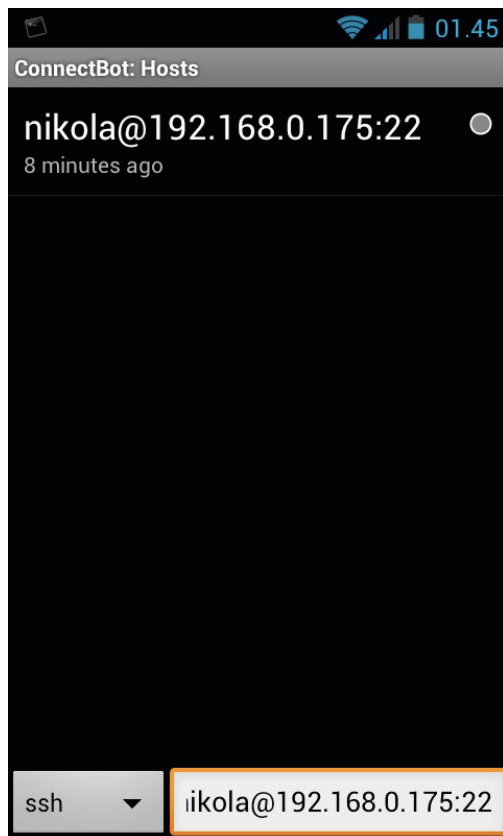 01.45
ConnectBot: Hosts
nikola@192.168.0.175:22
8 minutes ago
ssh
ikola@192.168.0.175:22